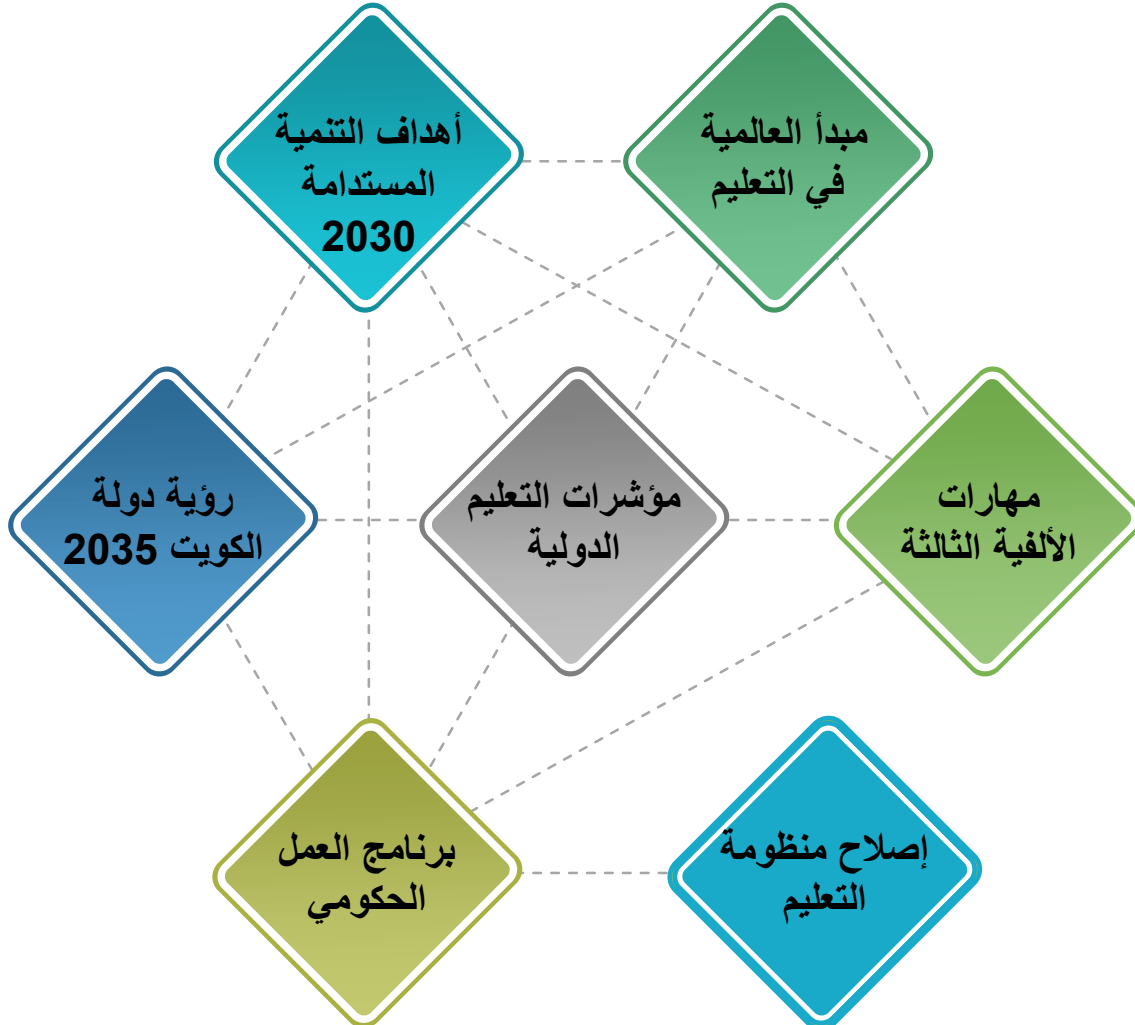 مبدأ العالمية
في التعليم
أهداف التنمية
المستدامة
2030
مهارات
الألفية الثالثة
مؤشرات التعليم
الدولية
رؤية دولة
الكويت 2035
إصلاح منظومة
التعليم
برنامج العمل
الحكومي